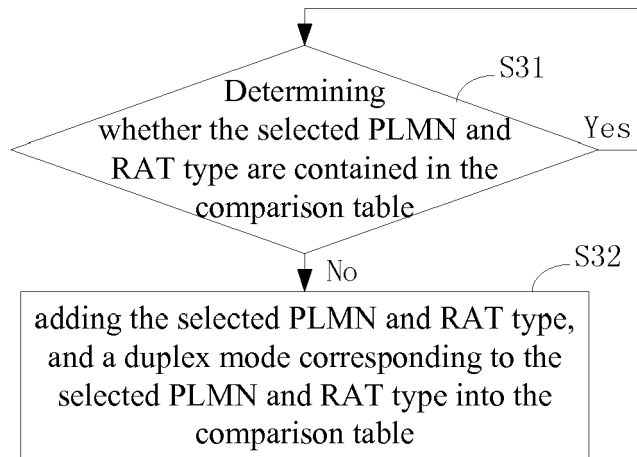 S31
Determining
whether the selected PLMN and
RAT type are contained in the
comparison table
Yes
No
S32
adding the selected PLMN and RAT type,
and a duplex mode corresponding to the
selected PLMN and RAT type into the
comparison table